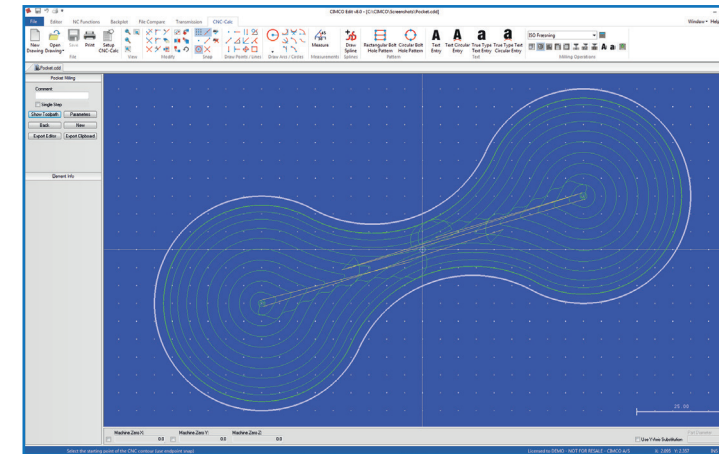 CIMCO Edit v8.0 - [C:\CIMCO\Screenshots\Pocket.cdd]
File Editor NC Functions Backplot File Compare Transmission CNC-Calc Window Help
New Drawing
Open Drawing
Save
Print
Setup CNC-Calc
Measure
Draw Spline
Rectangular Bolt Hole Pattern
Circular Bolt Hole Pattern
Text Entry
Text Circular Entry
True Type Text Entry
True Type Text Circular Entry
ISO Fræsning
File View Modify Snap Draw Points / Lines Draw Arcs / Circles Measurements Splines Pattern Text Milling Operations
Pocket.cdd
Pocket Milling
Comment:
Single Step
Show Toolpath Parameters
Back New
Export Editor Export Clipboard
Element Info
25.00
Machine Zero X: 0.0 Machine Zero Y: 0.0 Machine Zero Z: 0.0
Use Y-Axis Substitution
Select the starting point of the CNC contour (use endpoint snap) Licensed to DEMO - NOT FOR RESALE - CIMCO A/S INS